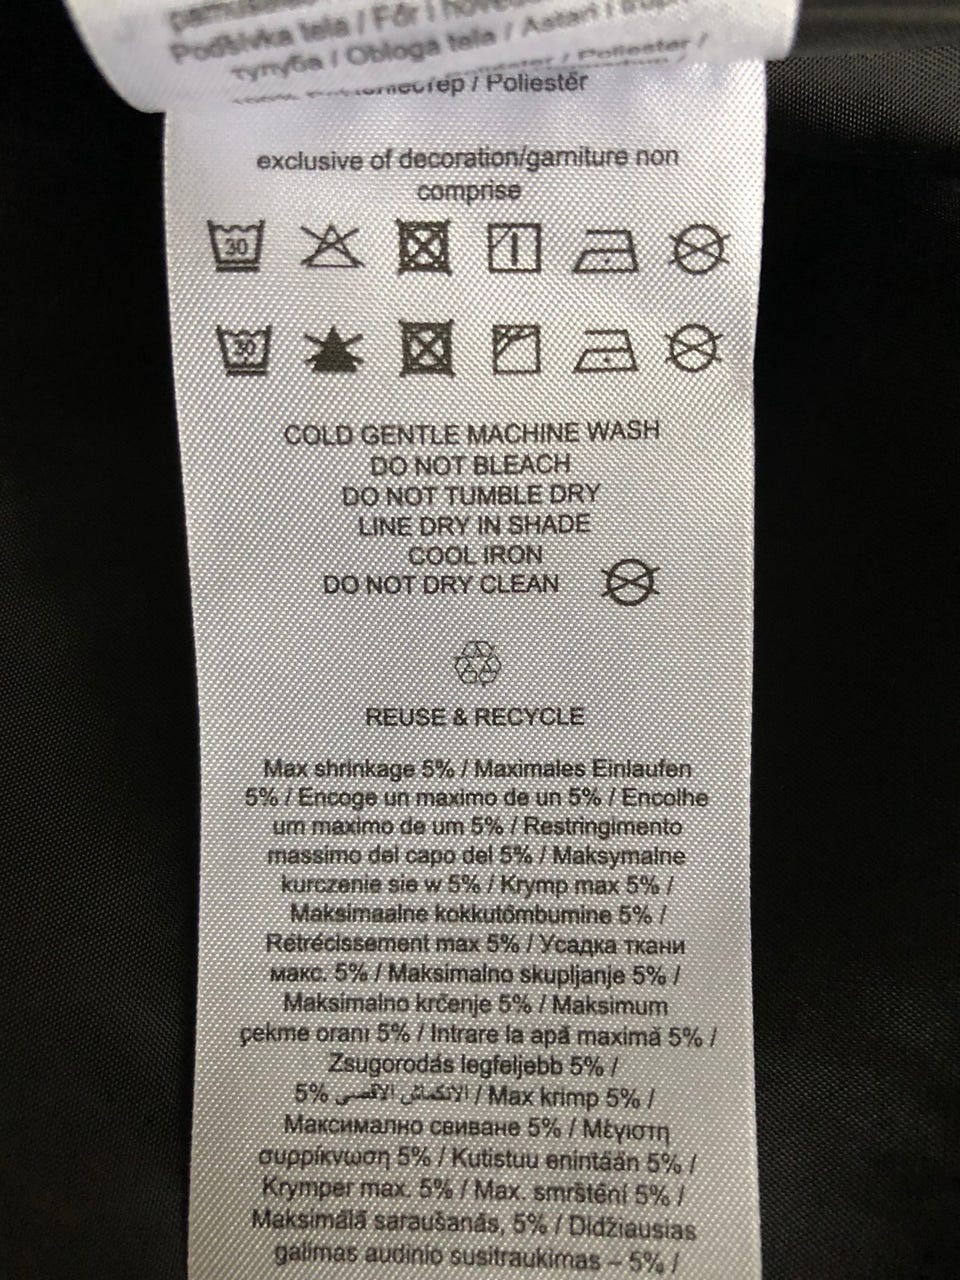 Podšivka tela / För i
тулуба / Obloga tela / Astari
Poliester /
/ Poliestér
exclusive of decoration/garniture non
comprise
30
30
COLD GENTLE MACHINE WASH
DO NOT BLEACH
DO NOT TUMBLE DRY
LINE DRY IN SHADE
COOL IRON
DO NOT DRY CLEAN
REUSE & RECYCLE
Max shrinkage 5% / Maximales Einlaufen
5% / Encoge un maximo de un 5% / Encolhe
um maximo de um 5% / Restringimento
massimo del capo del 5% / Maksymalne
kurczenie sie w 5% / Krymp max 5% /
Maksimaalne kokkutõmbumine 5% /
Rétrécissement max 5% / Усадка ткани
макс. 5% / Maksimalno skupljanje 5% /
Maksimalno krčenje 5% / Maksimum
çekme oranı 5% / Intrare la apă maximă 5% /
Zsugorodás legfeljebb 5% /
5% الانكماش الأقصى / Max krimp 5% /
Максимално свиване 5% / Μέγιστη
συρρίκνωση 5% / Kutistuu enintään 5% /
Krymper max. 5% / Max. smrštění 5% /
Maksimālā saraušanās, 5% / Didžiausias
galimas audinio susitraukimas – 5% /